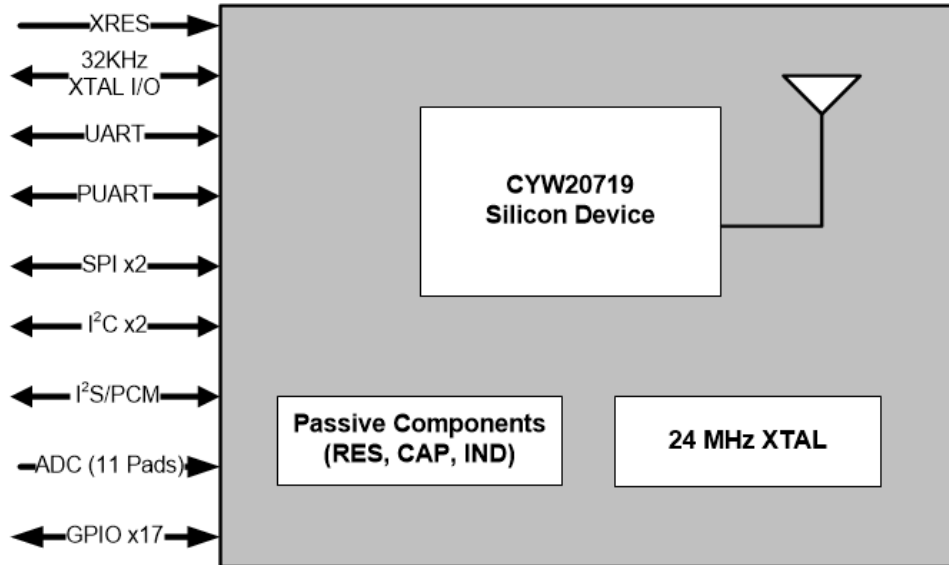 XRES
32KHz
XTAL I/O
UART
PUART
SPI x2
I²C x2
I²S/PCM
ADC (11 Pads)
GPIO x17
CYW20719
Silicon Device
Passive Components
(RES, CAP, IND)
24 MHz XTAL